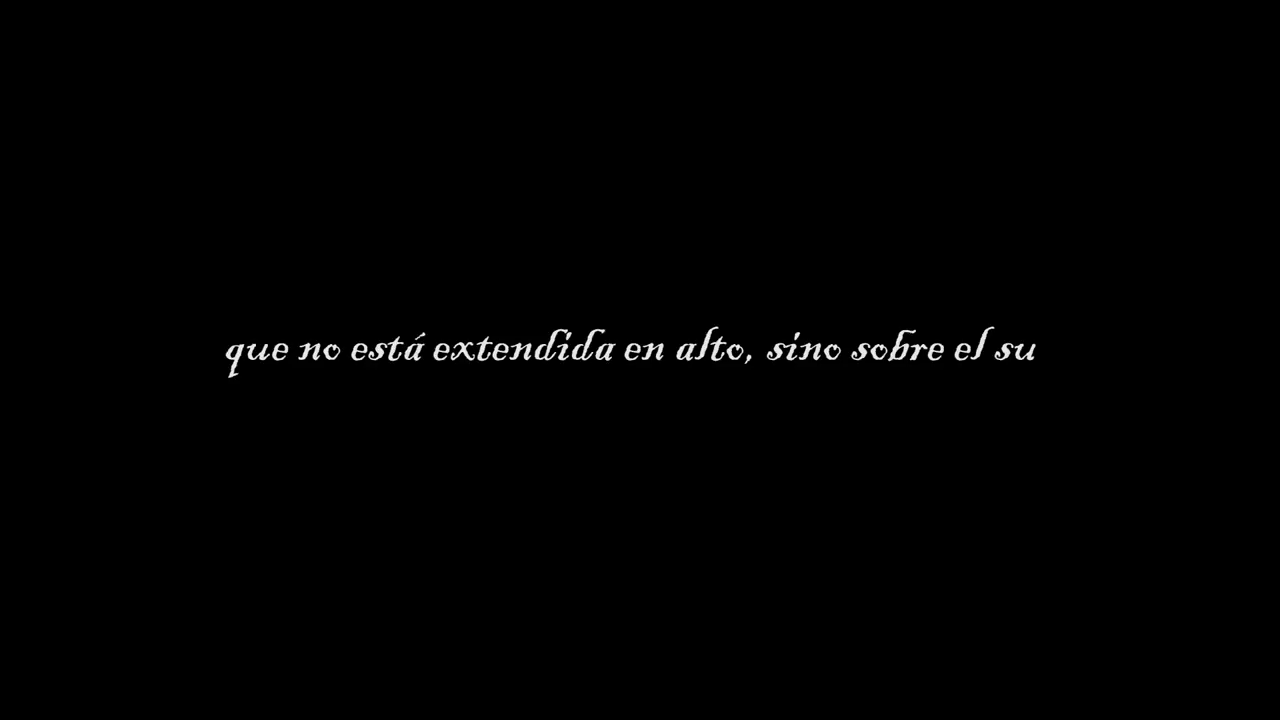 que no está extendida en alto, sino sobre el su